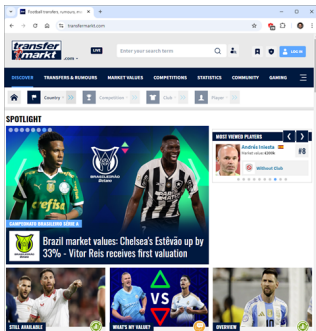 Football transfers, rumours, m
transfermarkt.com
transfer
markt
.com
LIVE
Enter your search term
LOG IN
DISCOVER
TRANSFERS & RUMOURS
MARKET VALUES
COMPETITIONS
STATISTICS
COMMUNITY
GAMING
Country
Competition
Club
Player
SPOTLIGHT
MOST VIEWED PLAYERS
Andrés Iniesta
#8
Without Club
BRASILEIRÃO
crefisa
CAMPEONATO BRASILEIRO SÉRIE A
Brazil market values: Chelsea's Estêvão up by
33% - Vitor Reis receives first valuation
VS
STILL AVAILABLE
WHAT'S MY VALUE?
OVERVIEW